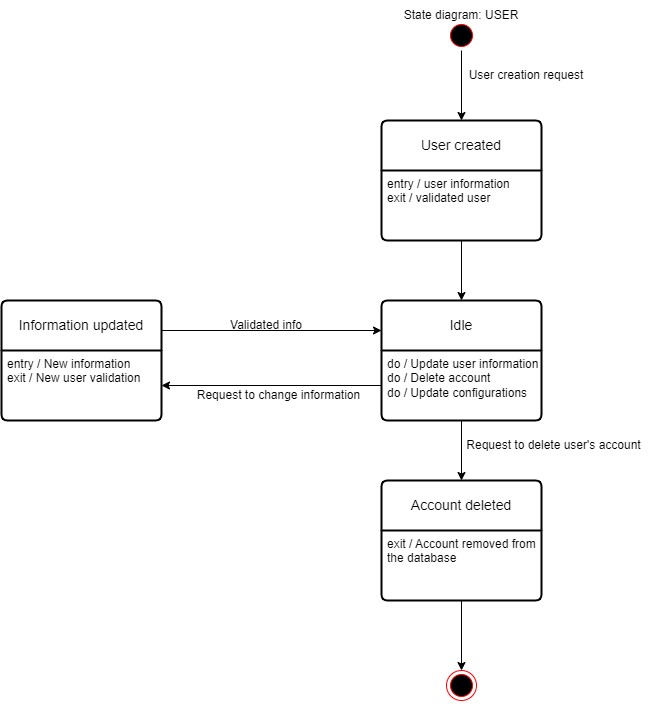 State diagram: USER
User creation request
User created
entry / user information
exit / validated user
Information updated
entry / New information
exit / New user validation
Validated info
Request to change information
Idle
do / Update user information
do / Delete account
do / Update configurations
Request to delete user's account
Account deleted
exit / Account removed from
the database